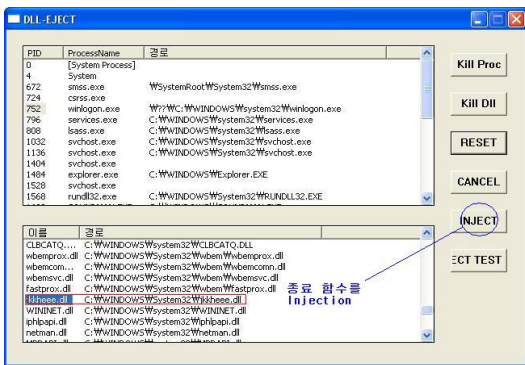 DLL-EJECT
PID ProcessName 경로
0 [System Process]
4 System
672 smss.exe ₩SystemRoot₩System32₩smss.exe
724 csrss.exe
752 winlogon.exe ₩??₩C:₩WINDOWS₩system32₩winlogon.exe
796 services.exe C:₩WINDOWS₩system32₩services.exe
808 lsass.exe C:₩WINDOWS₩system32₩lsass.exe
1032 svchost.exe C:₩WINDOWS₩system32₩svchost.exe
1136 svchost.exe C:₩WINDOWS₩System32₩svchost.exe
1404 svchost.exe
1484 explorer.exe C:₩WINDOWS₩Explorer.EXE
1528 svchost.exe
1568 rundll32.exe C:₩WINDOWS₩System32₩RUNDLL32.EXE
Kill Proc
Kill Dll
RESET
CANCEL
INJECT
ECT TEST
이름 경로
CLBCATQ.... C:₩WINDOWS₩system32₩CLBCATQ.DLL
wbemprox.dll C:₩WINDOWS₩system32₩wbem₩wbemprox.dll
wbemcom... C:₩WINDOWS₩system32₩wbem₩wbemcomn.dll
wbemsvc.dll C:₩WINDOWS₩system32₩wbem₩wbemsvc.dll
fastprox.dll C:₩WINDOWS₩system32₩wbem₩fastprox.dll
jkkheee.dll C:₩WINDOWS₩System32₩jkkheee.dll
WININET.dll C:₩WINDOWS₩system32₩WININET.dll
iphlpapi.dll C:₩WINDOWS₩system32₩iphlpapi.dll
netman.dll C:₩WINDOWS₩system32₩netman.dll
종료 함수를
Injection